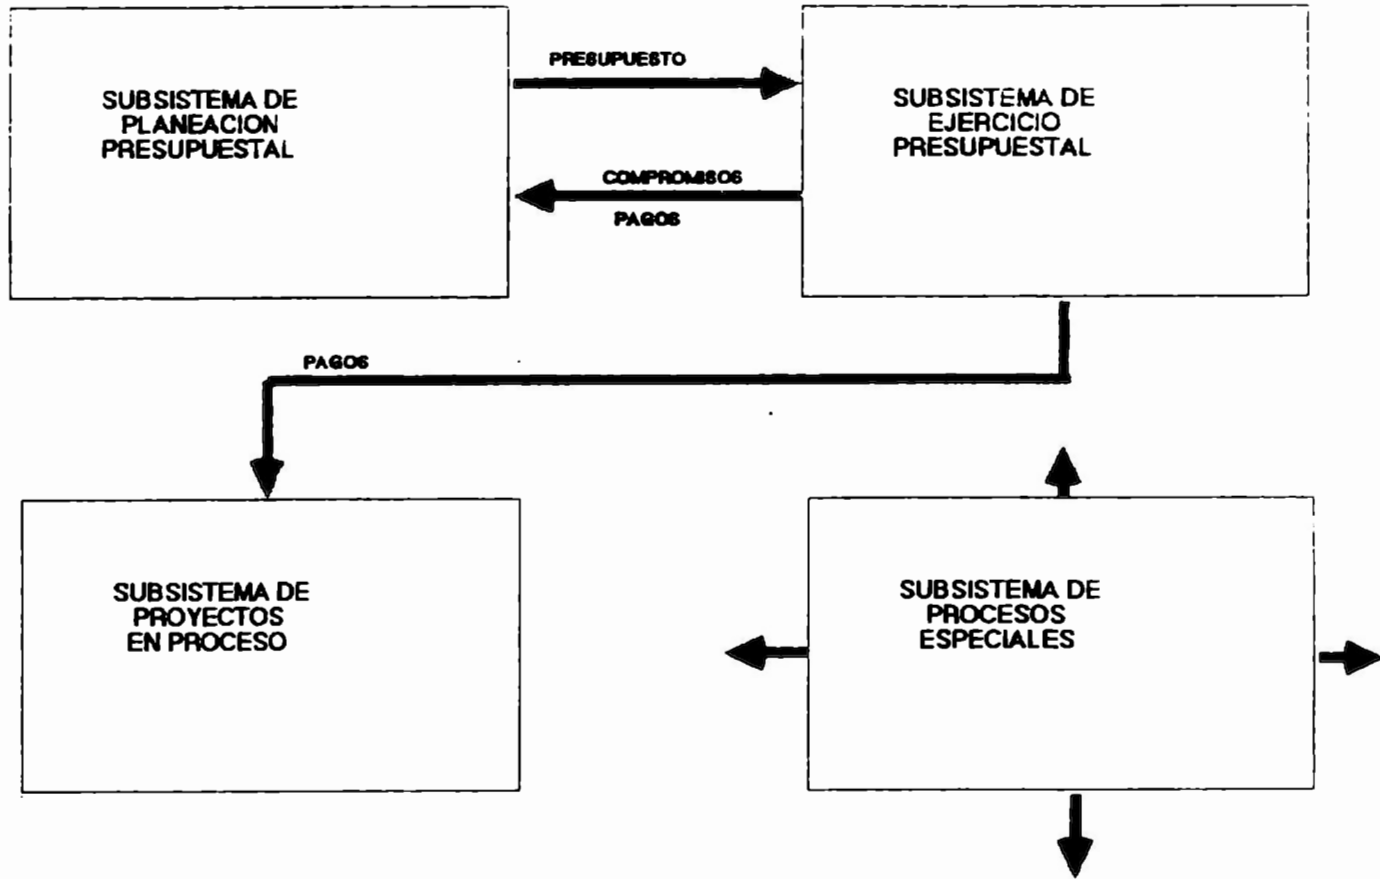 SUBSISTEMA DE
PLANEACION
PRESUPUESTAL
PRESUPUESTO
COMPROMISOS
PAGOS
SUBSISTEMA DE
EJERCICIO
PRESUPUESTAL
PAGOS
SUBSISTEMA DE
PROYECTOS
EN PROCESO
SUBSISTEMA DE
PROCESOS
ESPECIALES